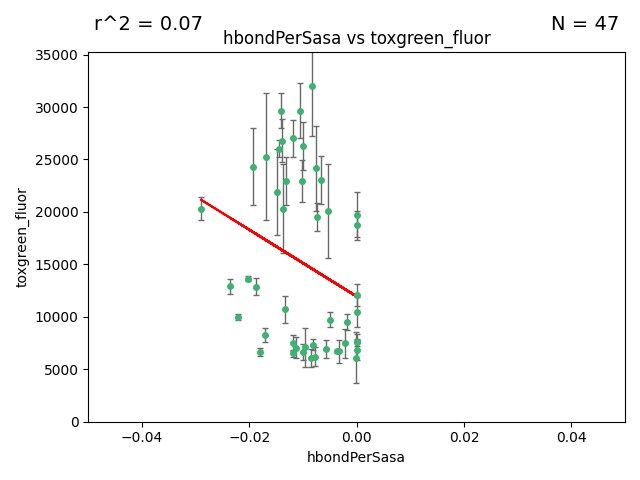 r^2 = 0.07
N = 47
hbondPerSasa vs toxgreen_fluor
35000
30000
25000
20000
15000
10000
5000
0
toxgreen_fluor
−0.04
−0.02
0.00
0.02
0.04
hbondPerSasa